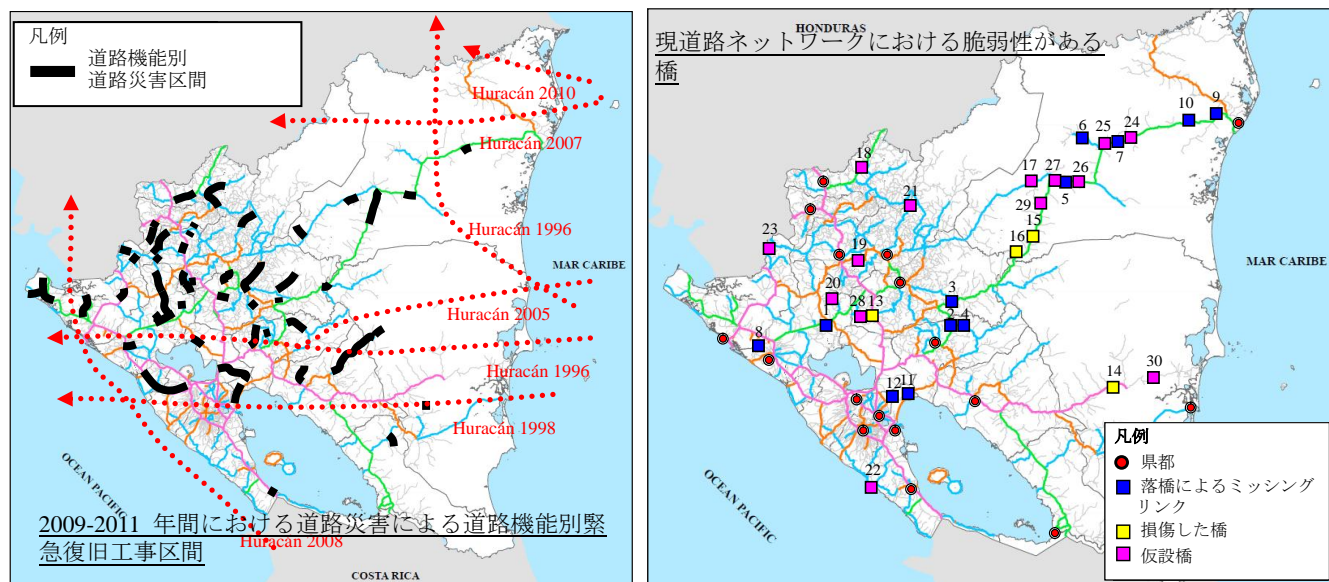 凡例
道路機能別
道路災害区間
Huracán 2010
Huracán 2007
Huracán 1996
MAR CARIBE
Huracán 2005
Huracán 1996
Huracán 1998
OCEAN PACIFIC
2009-2011 年間における道路災害による道路機能別緊
急復旧工事区間
Huracán 2008
COSTA RICA
HONDURAS
現道路ネットワークにおける脆弱性がある
橋
9
10
24
25
6
7
18
17
27
26
5
21
29
15
23
16
19
MAR CARIBE
20
3
28
13
1
2
4
8
30
14
12
11
22
OCEAN PACIFIC
凡例
県都
落橋によるミッシング
リンク
損傷した橋
仮設橋
COSTA RICA